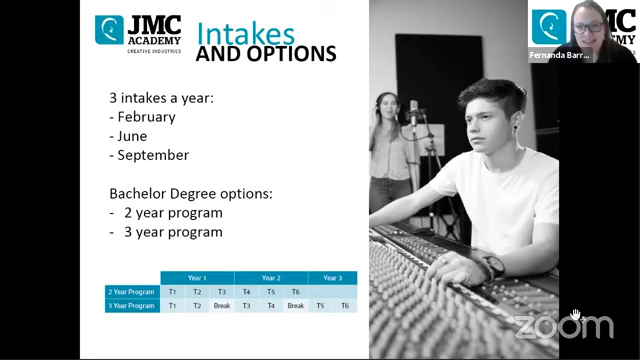 JMC
ACADEMY
CREATIVE INDUSTRIES
Intakes
AND OPTIONS
3 intakes a year:
- February
- June
- September
Bachelor Degree options:
- 2 year program
- 3 year program
Year 1 Year 2 Year 3
2 Year Program T1 T2 T3 T4 T5 T6
3 Year Program T1 T2 Break T3 T4 Break T5 T6
JMC
Fernanda Barr...
zoom